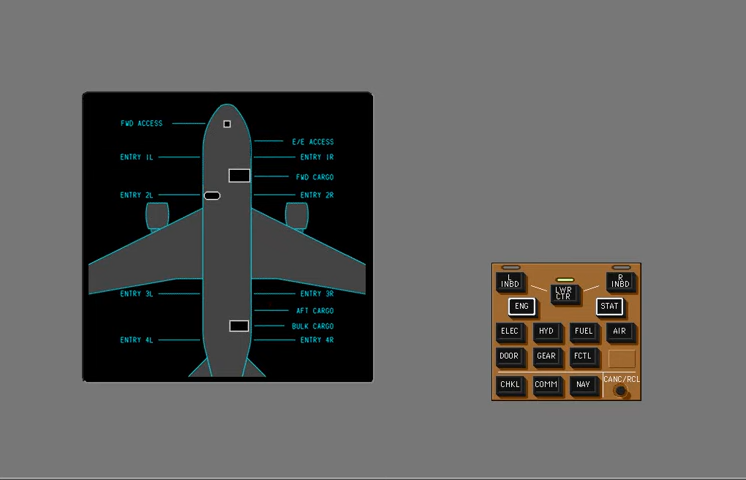 FWD ACCESS
E/E ACCESS
ENTRY 1L
ENTRY 1R
FWD CARGO
ENTRY 2L
ENTRY 2R
ENTRY 3L
ENTRY 3R
AFT CARGO
BULK CARGO
ENTRY 4L
ENTRY 4R
L
INBD
LWR
CTR
R
INBD
ENG
STAT
ELEC
HYD
FUEL
AIR
DOOR
GEAR
FCTL
CANC/RCL
CHKL
COMM
NAV